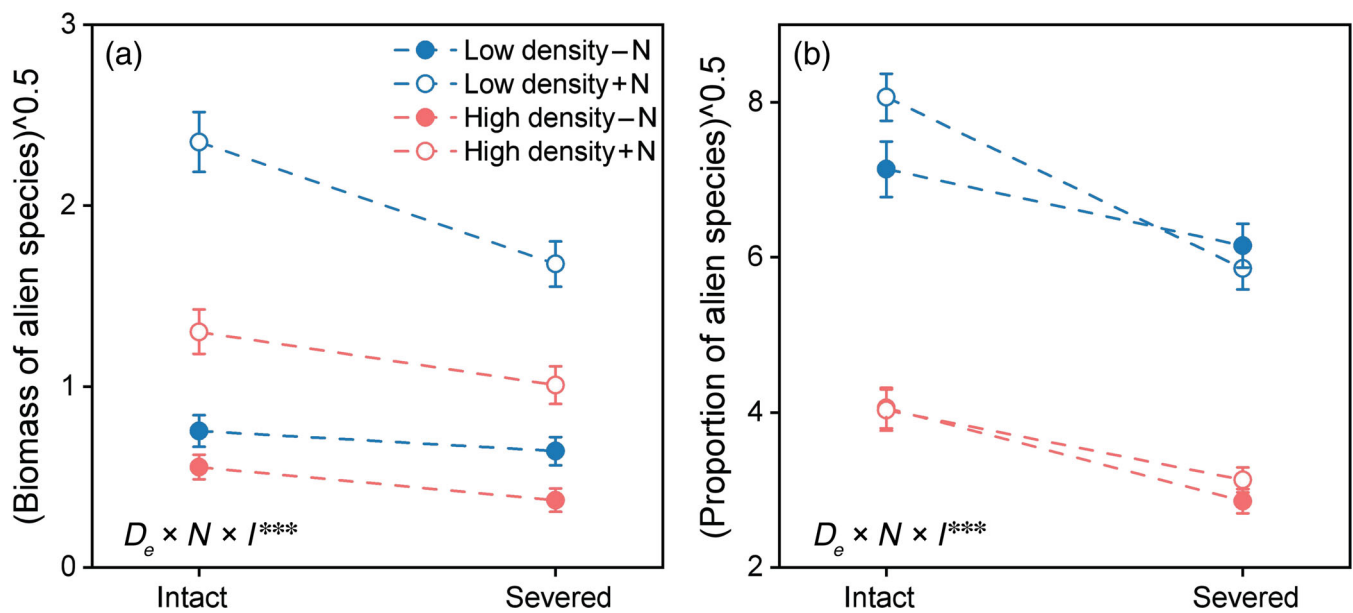 (a)
(Biomass of alien species)^0.5
3
2
1
0
Low density–N
Low density+N
High density–N
High density+N
De × N × I***
Intact
Severed
(b)
(Proportion of alien species)^0.5
8
6
4
2
De × N × I***
Intact
Severed